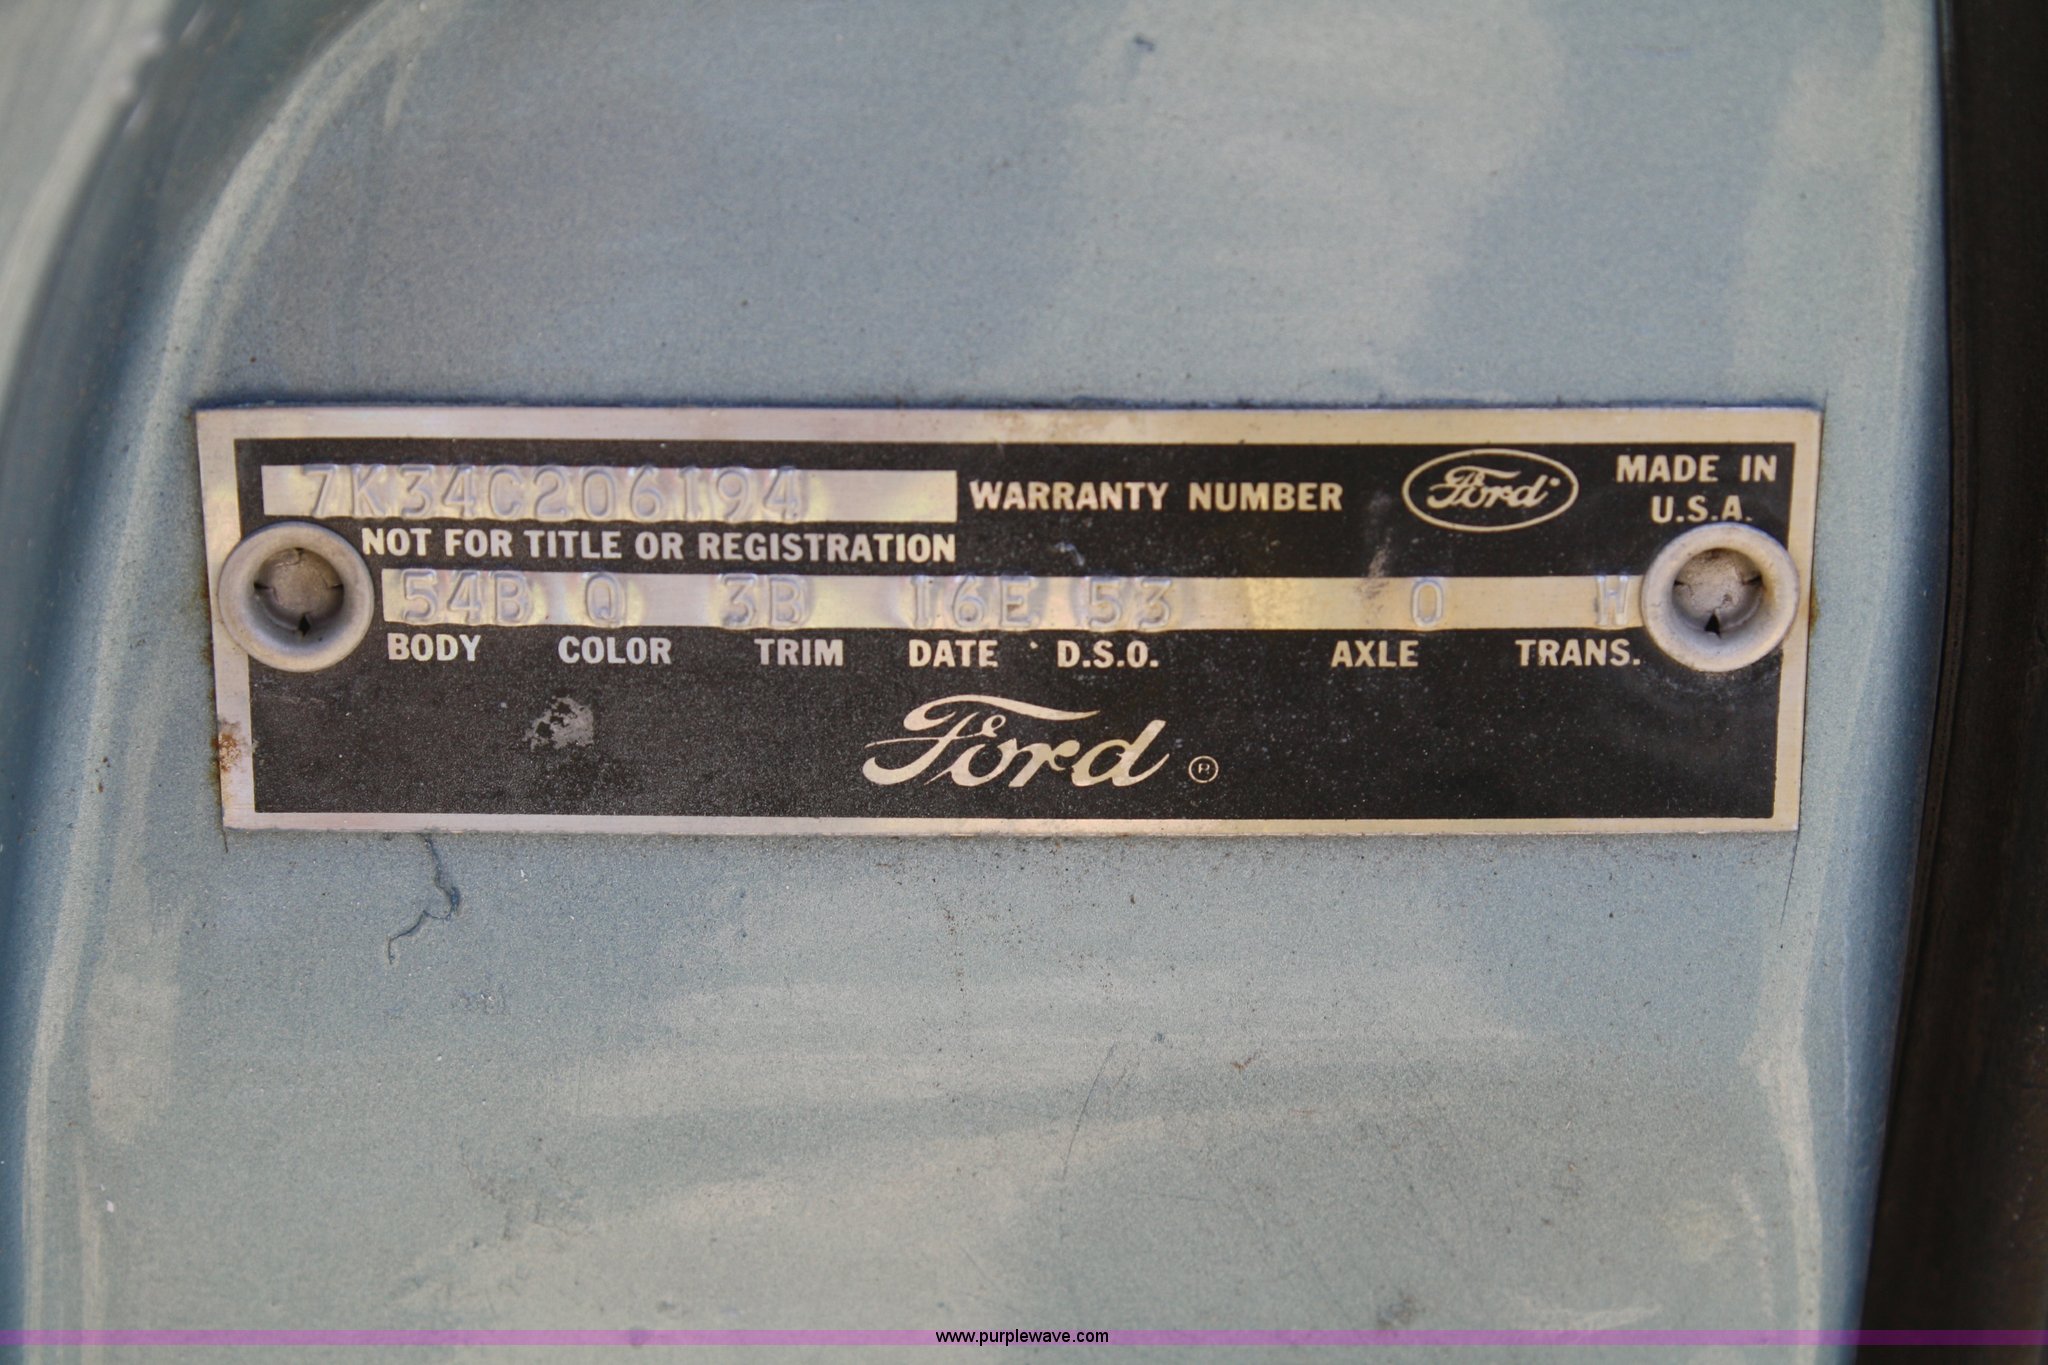 7K34C206194 WARRANTY NUMBER Ford MADE IN U.S.A.
NOT FOR TITLE OR REGISTRATION
54B Q 3B 16E 53 0 W
BODY COLOR TRIM DATE D.S.O. AXLE TRANS.
Ford ®
www.purplewave.com